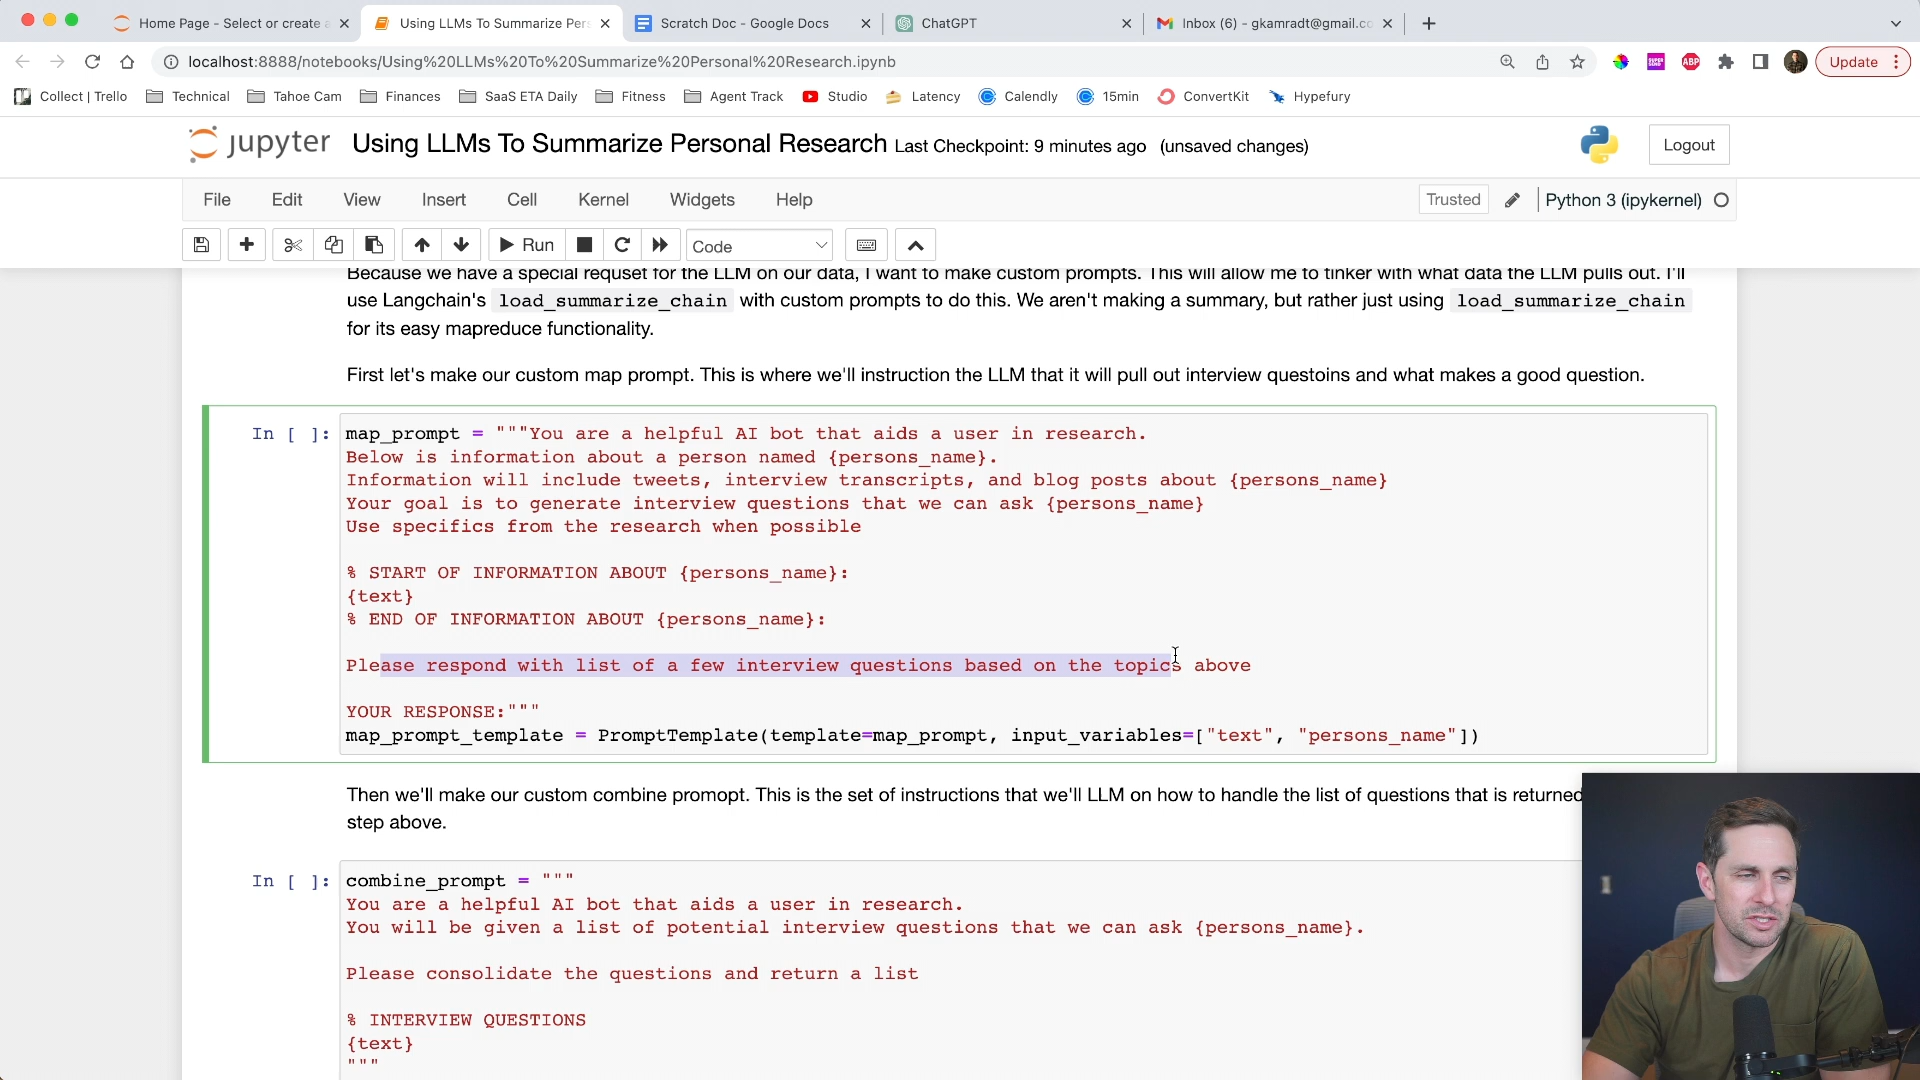 Home Page - Select or create a
Using LLMs To Summarize Pers
Scratch Doc - Google Docs
ChatGPT
Inbox (6) - gkamradt@gmail.co
localhost:8888/notebooks/Using%20LLMs%20To%20Summarize%20Personal%20Research.ipynb
ABP
Update
Collect | Trello
Technical
Tahoe Cam
Finances
SaaS ETA Daily
Fitness
Agent Track
Studio
Latency
Calendly
15min
ConvertKit
Hypefury
jupyter
Using LLMs To Summarize Personal Research Last Checkpoint: 9 minutes ago (unsaved changes)
Logout
File
Edit
View
Insert
Cell
Kernel
Widgets
Help
Trusted
Python 3 (ipykernel)
Run
Code
Because we have a special requset for the LLM on our data, I want to make custom prompts. This will allow me to tinker with what data the LLM pulls out. I'll
use Langchain's load_summarize_chain with custom prompts to do this. We aren't making a summary, but rather just using load_summarize_chain
for its easy mapreduce functionality.
First let's make our custom map prompt. This is where we'll instruction the LLM that it will pull out interview questoins and what makes a good question.
In [ ]:
map_prompt = """You are a helpful AI bot that aids a user in research.
Below is information about a person named {persons_name}.
Information will include tweets, interview transcripts, and blog posts about {persons_name}
Your goal is to generate interview questions that we can ask {persons_name}
Use specifics from the research when possible
% START OF INFORMATION ABOUT {persons_name}:
{text}
% END OF INFORMATION ABOUT {persons_name}:
Please respond with list of a few interview questions based on the topics above
YOUR RESPONSE:"""
map_prompt_template = PromptTemplate(template=map_prompt, input_variables=["text", "persons_name"])
Then we'll make our custom combine promopt. This is the set of instructions that we'll LLM on how to handle the list of questions that is returned
step above.
In [ ]:
combine_prompt = """
You are a helpful AI bot that aids a user in research.
You will be given a list of potential interview questions that we can ask {persons_name}.
Please consolidate the questions and return a list
% INTERVIEW QUESTIONS
{text}
"""